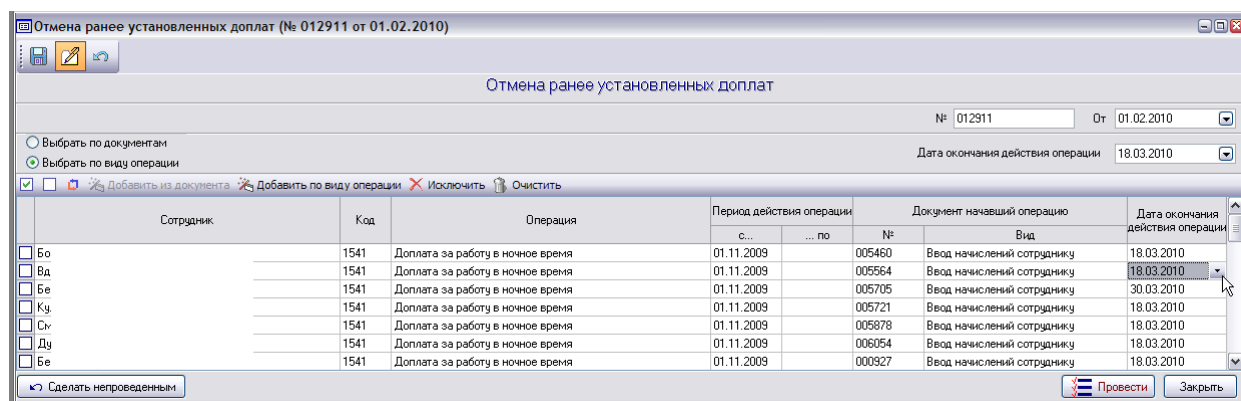 Отмена ранее установленных доплат (№ 012911 от 01.02.2010)
Отмена ранее установленных доплат
№ 012911 От 01.02.2010
Выбрать по документам
Выбрать по виду операции
Дата окончания действия операции 18.03.2010
Добавить из документа Добавить по виду операции Исключить Очистить
Сотрудник Код Операция Период действия операции Документ начавший операцию Дата окончания действия операции
с... ... по № Вид
Бо 1541 Доплата за работу в ночное время 01.11.2009 005460 Ввод начислений сотруднику 18.03.2010
Вд 1541 Доплата за работу в ночное время 01.11.2009 005564 Ввод начислений сотруднику 18.03.2010
Бе 1541 Доплата за работу в ночное время 01.11.2009 005705 Ввод начислений сотруднику 30.03.2010
Ку 1541 Доплата за работу в ночное время 01.11.2009 005721 Ввод начислений сотруднику 18.03.2010
См 1541 Доплата за работу в ночное время 01.11.2009 005878 Ввод начислений сотруднику 18.03.2010
Ду 1541 Доплата за работу в ночное время 01.11.2009 006054 Ввод начислений сотруднику 18.03.2010
Бе 1541 Доплата за работу в ночное время 01.11.2009 000927 Ввод начислений сотруднику 18.03.2010
Сделать непроведенным Провести Закрыть